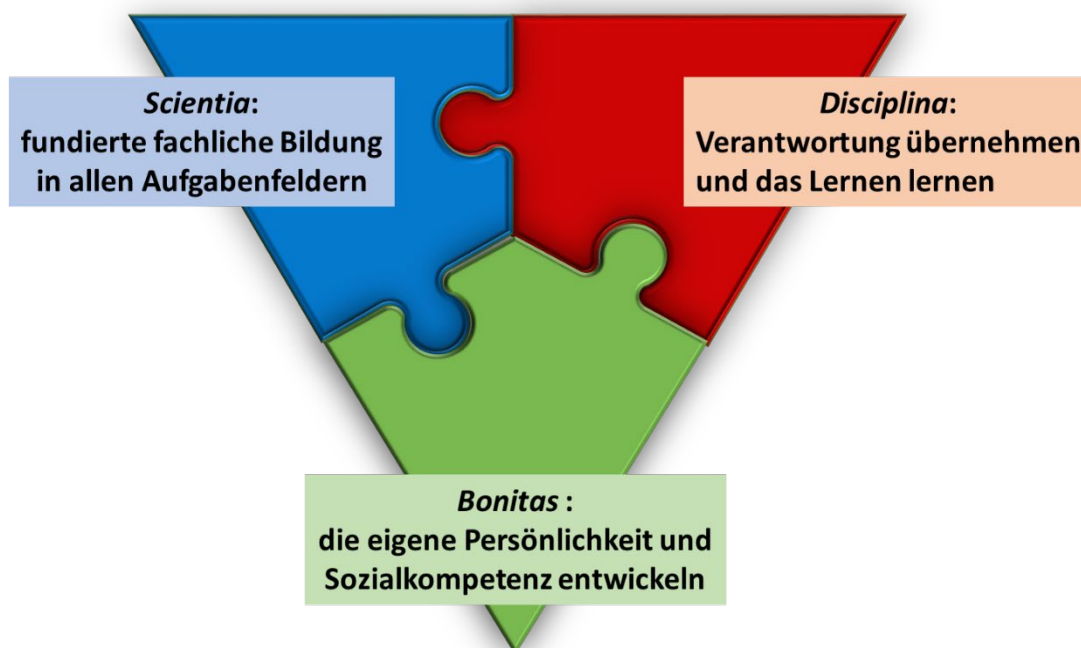 Scientia:
fundierte fachliche Bildung
in allen Aufgabenfeldern
Disciplina:
Verantwortung übernehmen
und das Lernen lernen
Bonitas :
die eigene Persönlichkeit und
Sozialkompetenz entwickeln